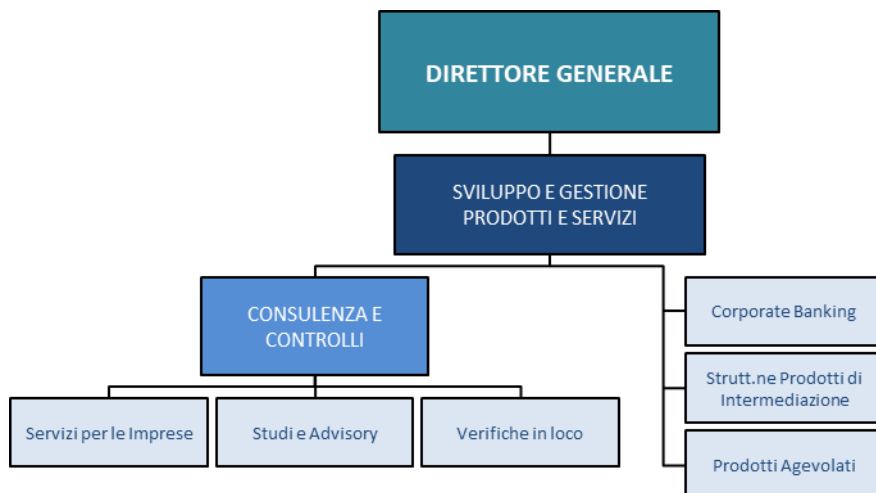 DIRETTORE GENERALE
SVILUPPO E GESTIONE
PRODOTTI E SERVIZI
CONSULENZA E
CONTROLLI
Servizi per le Imprese
Studi e Advisory
Verifiche in loco
Corporate Banking
Strutt.ne Prodotti di
Intermediazione
Prodotti Agevolati